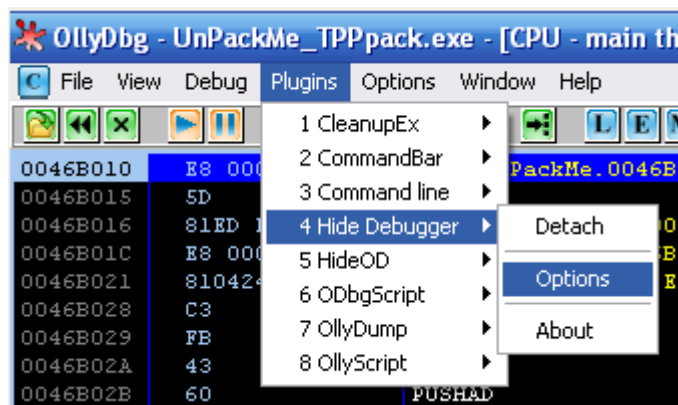 OllyDbg - UnPackMe_TPPpack.exe - [CPU - main th
C File View Debug Plugins Options Window Help
L E
1 CleanupEx
2 CommandBar
3 Command line
4 Hide Debugger
5 HideOD
6 ODbgScript
7 OllyDump
8 OllyScript
Detach
Options
About
0046B010 E8 000 PackMe.0046B
0046B015 5D
0046B016 81ED
0046B01C E8 000
0046B021 810424 E
0046B028 C3
0046B029 FB
0046B02A 43
0046B02B 60 PUSHAD